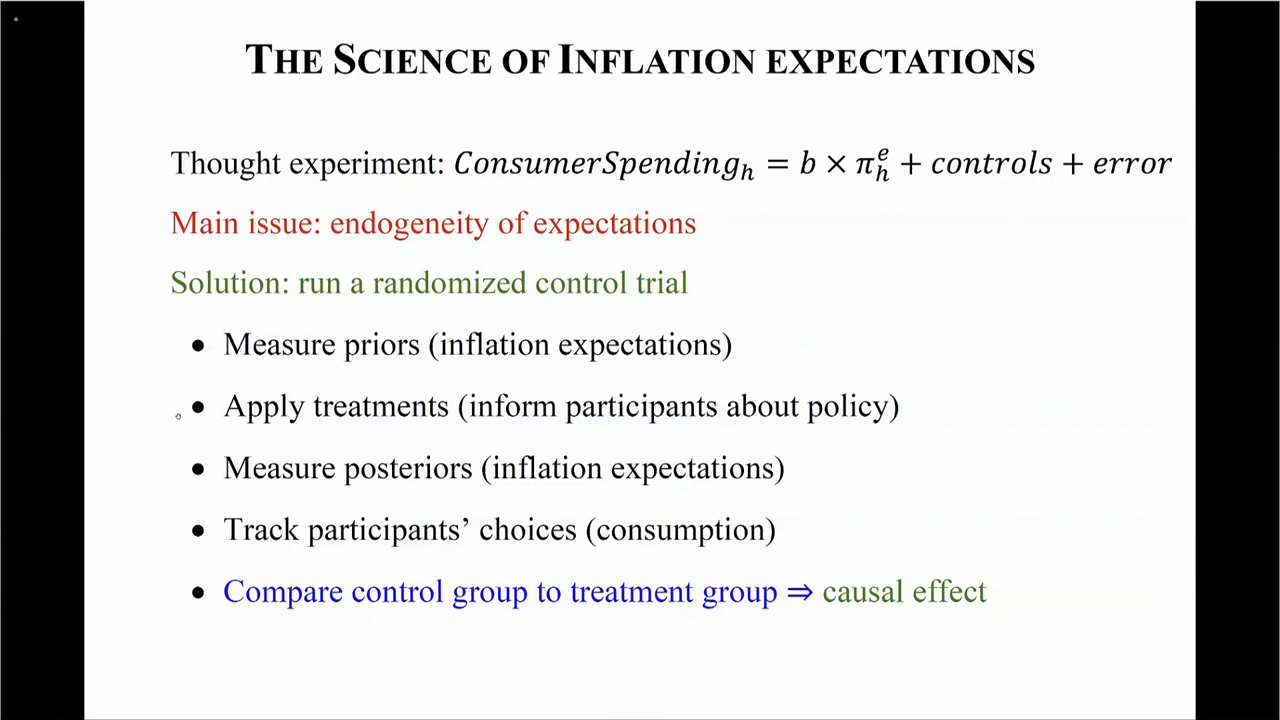 THE SCIENCE OF INFLATION EXPECTATIONS
Thought experiment: ConsumerSpending_h = b × π_h^e + controls + error
Main issue: endogeneity of expectations
Solution: run a randomized control trial
• Measure priors (inflation expectations)
• Apply treatments (inform participants about policy)
• Measure posteriors (inflation expectations)
• Track participants’ choices (consumption)
• Compare control group to treatment group ⇒ causal effect